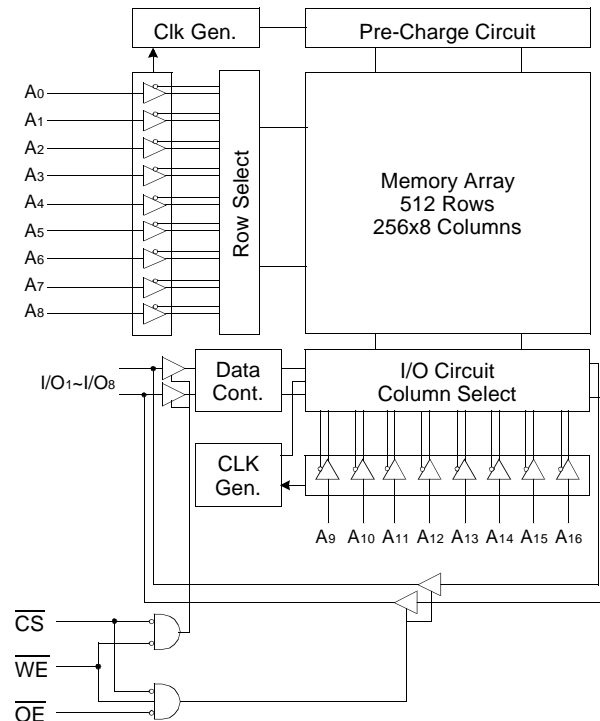 Clk Gen.
Pre-Charge Circuit
A0
A1
A2
A3
A4
A5
A6
A7
A8
Row Select
Memory Array
512 Rows
256x8 Columns
I/O1~I/O8
Data
Cont.
I/O Circuit
Column Select
CLK
Gen.
A9 A10 A11 A12 A13 A14 A15 A16
CS
WE
OE